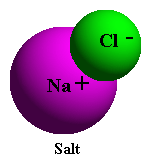 Cl -
Na +
Salt